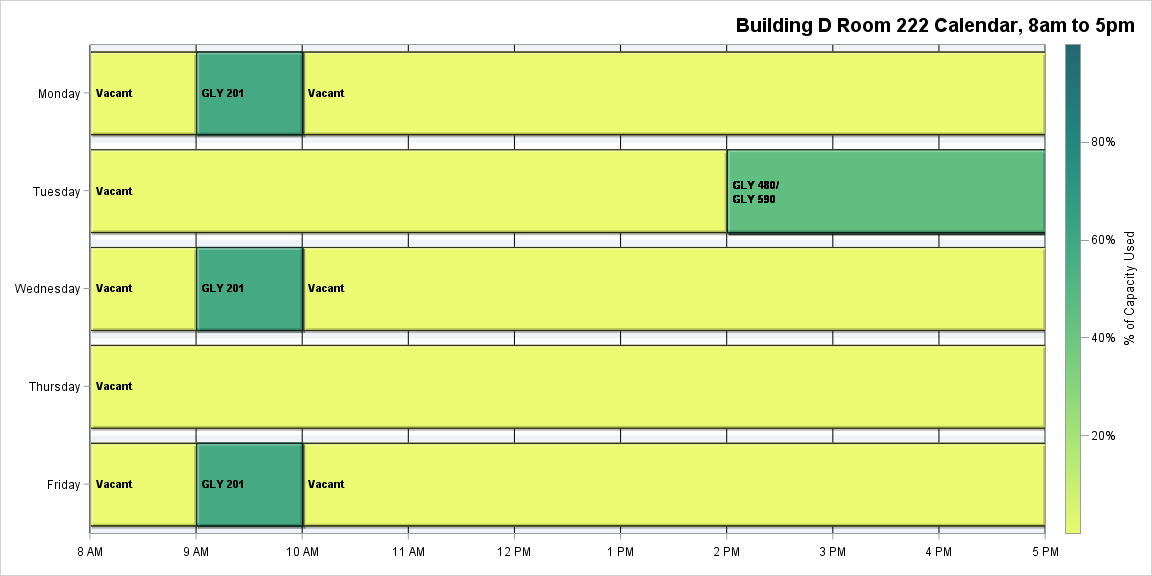 Building D Room 222 Calendar, 8am to 5pm
Monday
Vacant
GLY 201
Vacant
Tuesday
Vacant
GLY 480/
GLY 590
Wednesday
Vacant
GLY 201
Vacant
Thursday
Vacant
Friday
Vacant
GLY 201
Vacant
8 AM
9 AM
10 AM
11 AM
12 PM
1 PM
2 PM
3 PM
4 PM
5 PM
80%
60%
40%
20%
% of Capacity Used